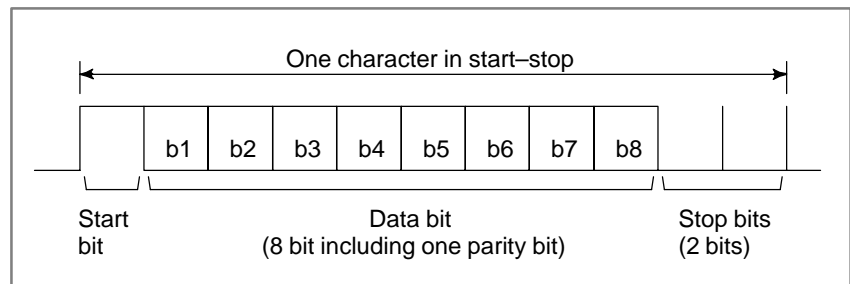 One character in start–stop
b1 b2 b3 b4 b5 b6 b7 b8
Start bit
Data bit
(8 bit including one parity bit)
Stop bits
(2 bits)